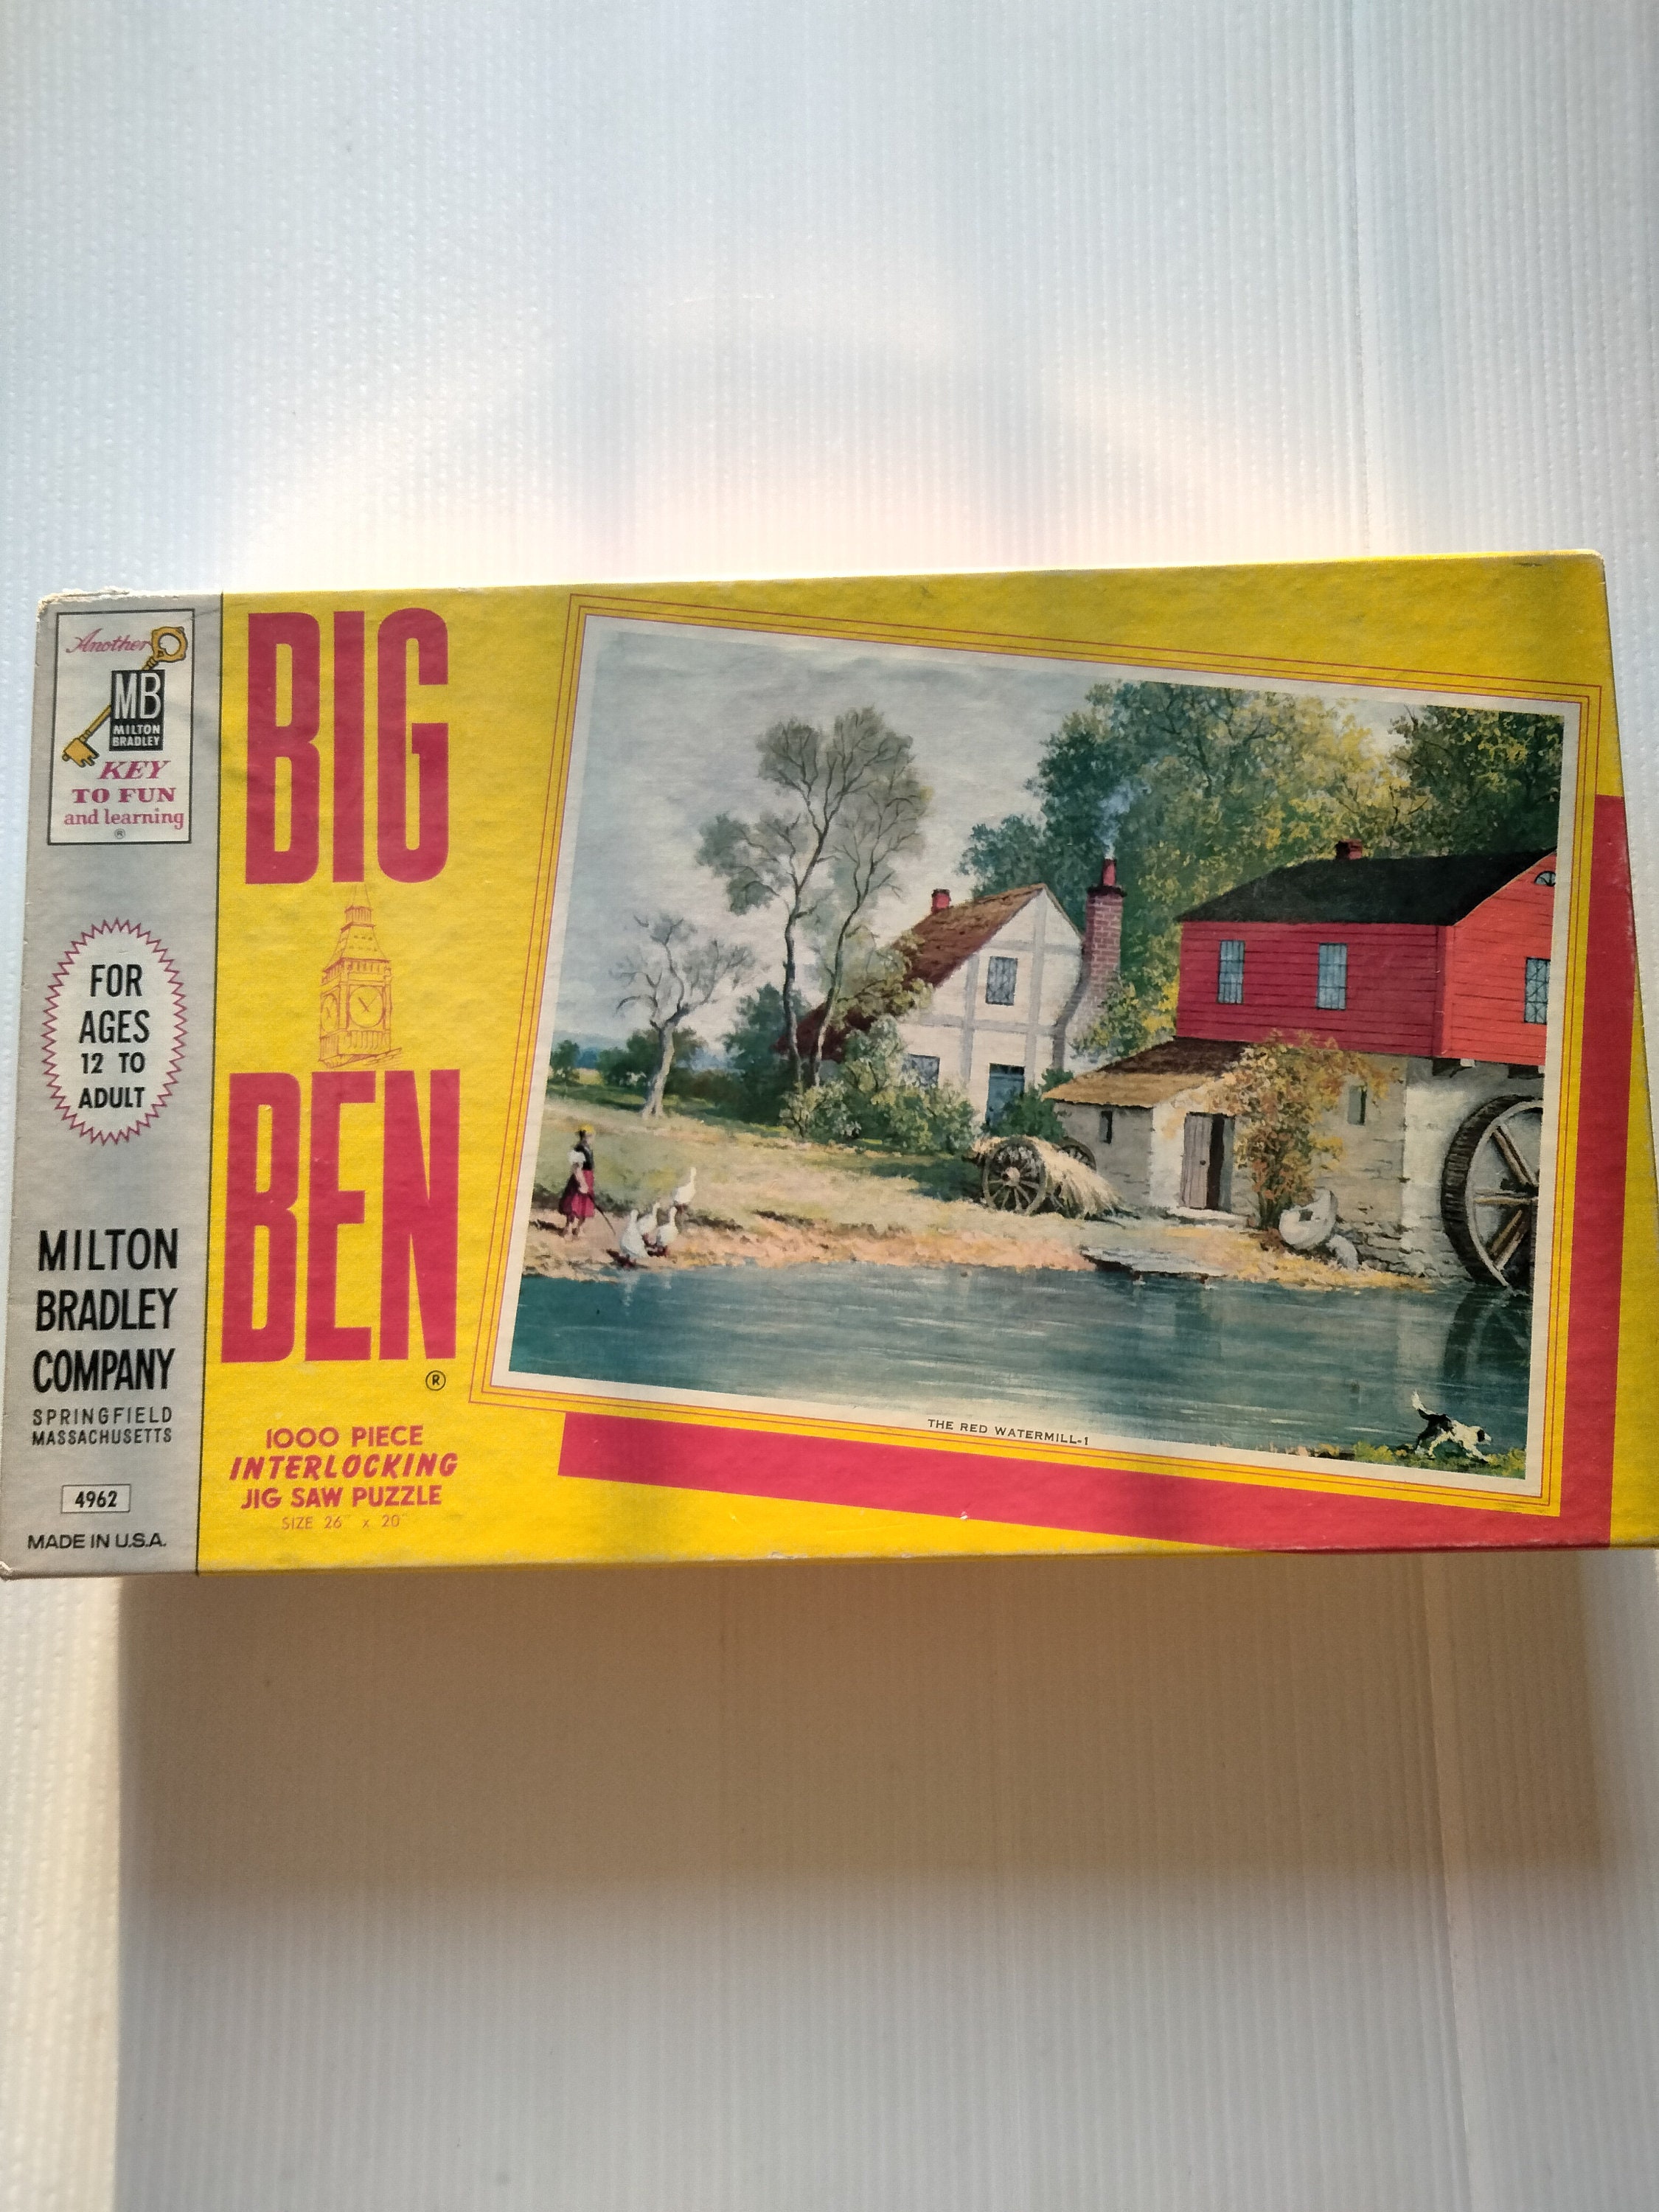 Another
MB
MILTON
BRADLEY
KEY
TO FUN
and learning
®
FOR
AGES
12 TO
ADULT
MILTON
BRADLEY
COMPANY
SPRINGFIELD
MASSACHUSETTS
4962
MADE IN U.S.A.
BIG
BEN
®
1000 PIECE
INTERLOCKING
JIG SAW PUZZLE
SIZE 26" x 20"
THE RED WATERMILL-1